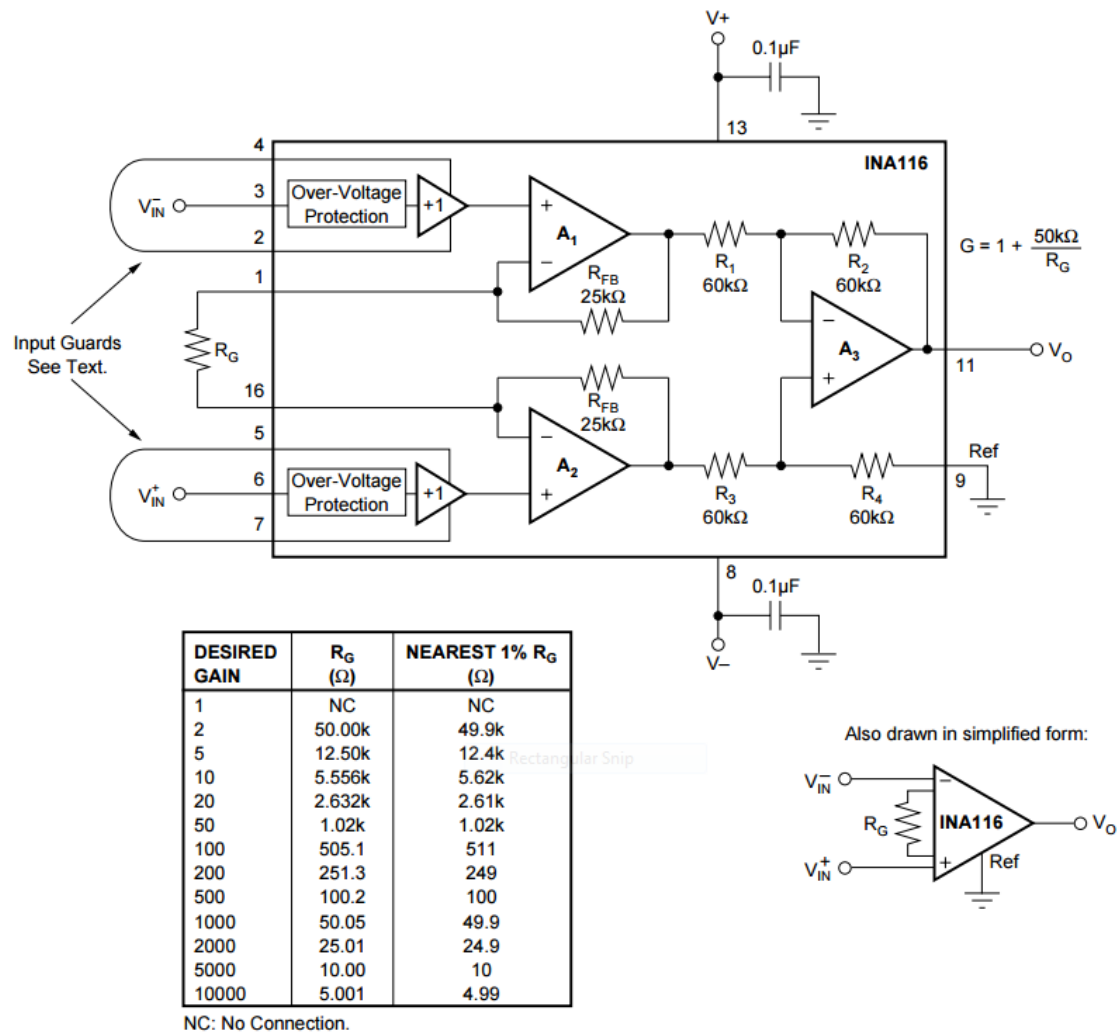 V+
0.1µF
13
INA116
4
3
2
1
V⁻IN
Over-Voltage
Protection
+1
+
A1
−
RFB
25kΩ
R1
60kΩ
R2
60kΩ
G = 1 + 50kΩ
RG
−
A3
+
11
VO
Input Guards
See Text.
RG
16
5
6
7
V⁺IN
Over-Voltage
Protection
+1
RFB
25kΩ
−
A2
+
R3
60kΩ
R4
60kΩ
Ref
9
8
0.1µF
V–
DESIRED GAIN RG (Ω) NEAREST 1% RG (Ω)
1 NC NC
2 50.00k 49.9k
5 12.50k 12.4k
10 5.556k 5.62k
20 2.632k 2.61k
50 1.02k 1.02k
100 505.1 511
200 251.3 249
500 100.2 100
1000 50.05 49.9
2000 25.01 24.9
5000 10.00 10
10000 5.001 4.99
NC: No Connection.
Rectangular Snip
Also drawn in simplified form:
V⁻IN
−
RG
INA116
VO
+
V⁺IN
Ref